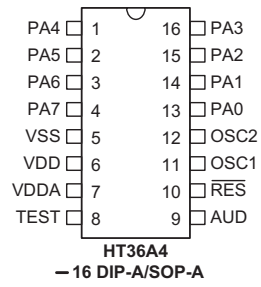 PA4 1 16 PA3
PA5 2 15 PA2
PA6 3 14 PA1
PA7 4 13 PA0
VSS 5 12 OSC2
VDD 6 11 OSC1
VDDA 7 10 RES
TEST 8 9 AUD
HT36A4
– 16 DIP-A/SOP-A